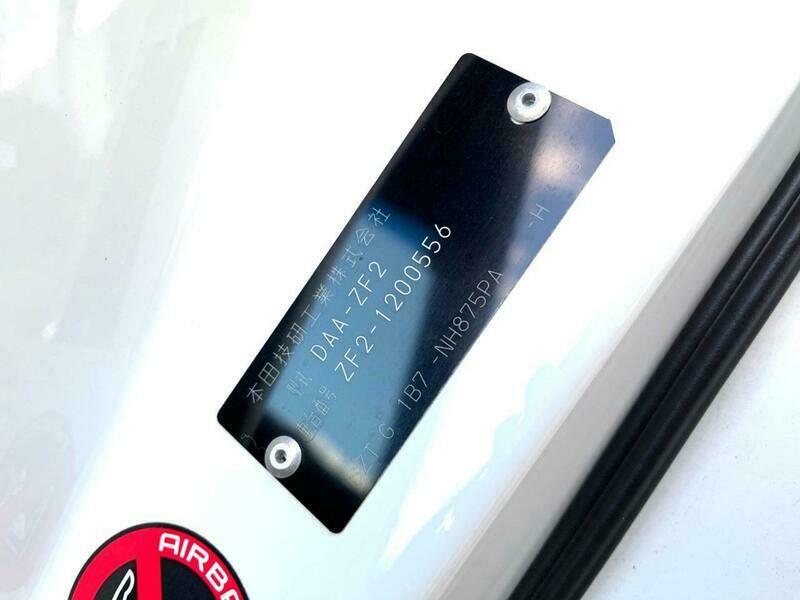 本田技研工業株式会社
型式 DAA-ZF2
車台番号 ZF2-1200556
SZT G 1B7 -NH875PA -H
AIRBA